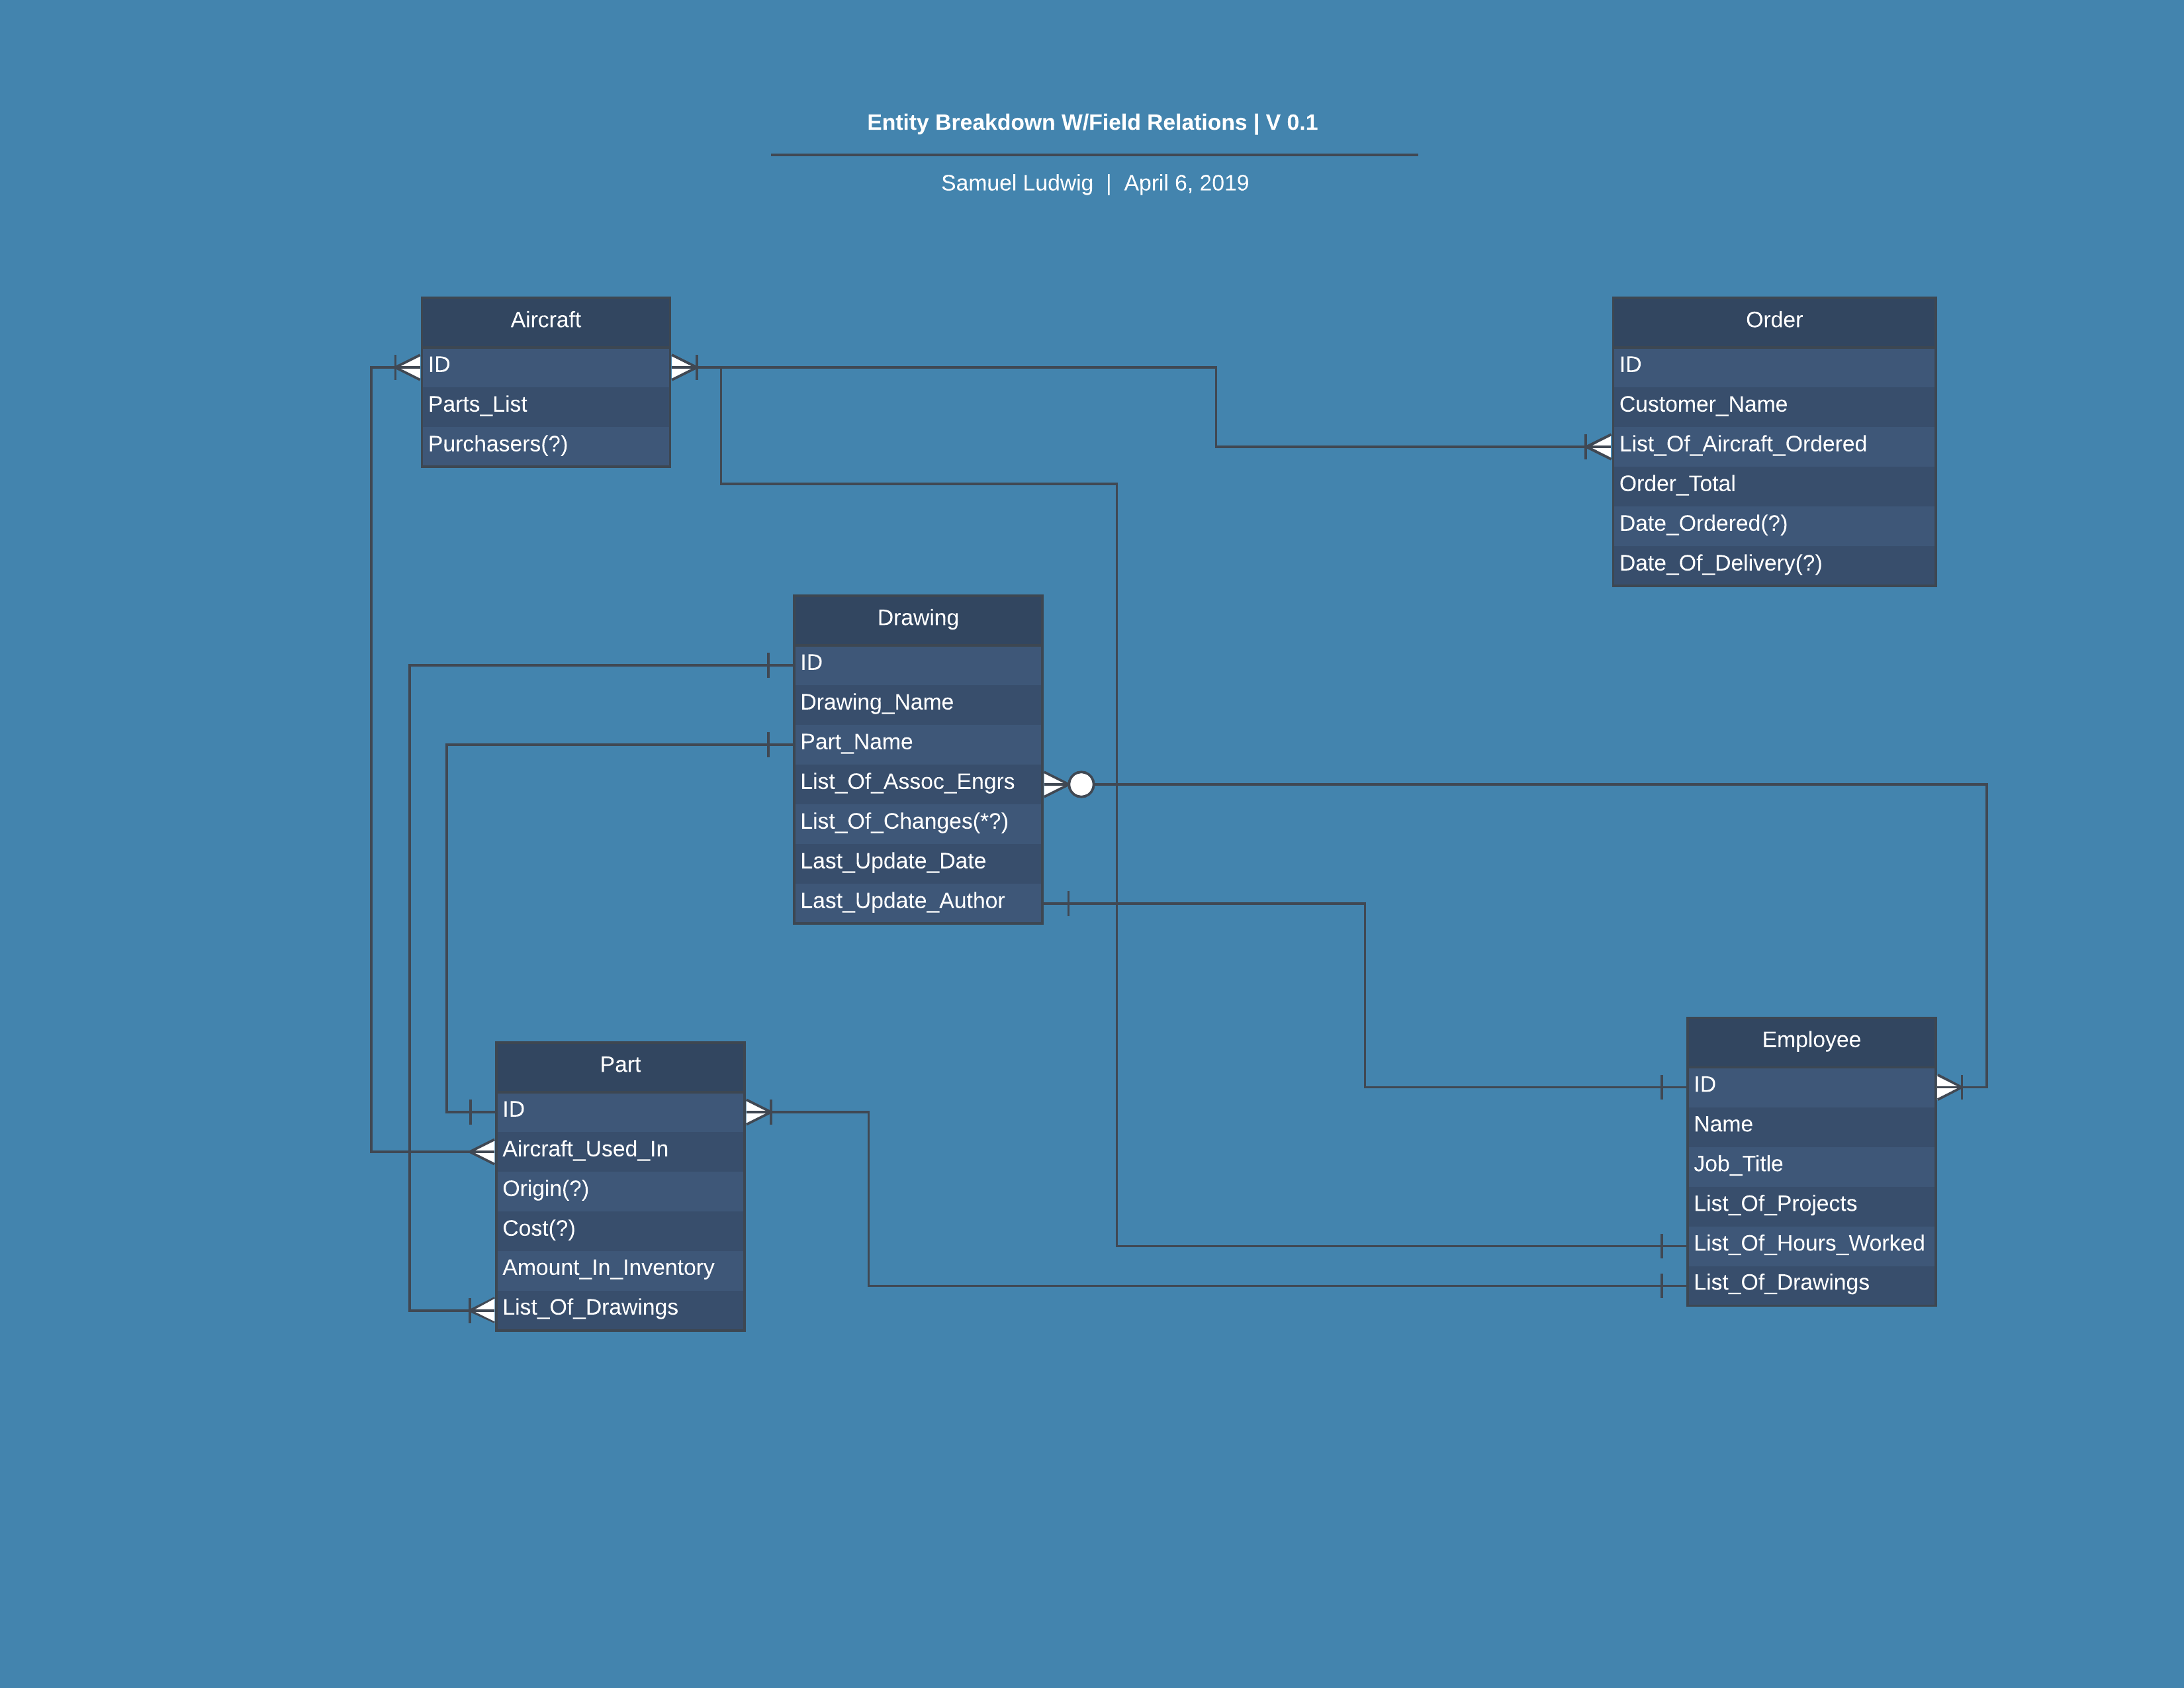 Entity Breakdown W/Field Relations | V 0.1
Samuel Ludwig | April 6, 2019
Aircraft
ID
Parts_List
Purchasers(?)
Order
ID
Customer_Name
List_Of_Aircraft_Ordered
Order_Total
Date_Ordered(?)
Date_Of_Delivery(?)
Drawing
ID
Drawing_Name
Part_Name
List_Of_Assoc_Engrs
List_Of_Changes(*?)
Last_Update_Date
Last_Update_Author
Part
ID
Aircraft_Used_In
Origin(?)
Cost(?)
Amount_In_Inventory
List_Of_Drawings
Employee
ID
Name
Job_Title
List_Of_Projects
List_Of_Hours_Worked
List_Of_Drawings